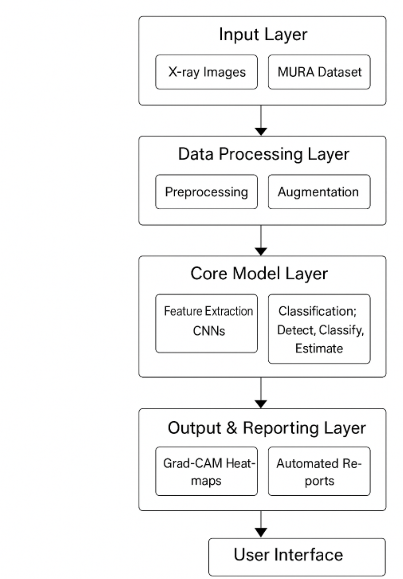 Input Layer
X-ray Images
MURA Dataset
Data Processing Layer
Preprocessing
Augmentation
Core Model Layer
Feature Extraction
CNNs
Classification;
Detect, Classify,
Estimate
Output & Reporting Layer
Grad-CAM Heat-
maps
Automated Re-
ports
User Interface